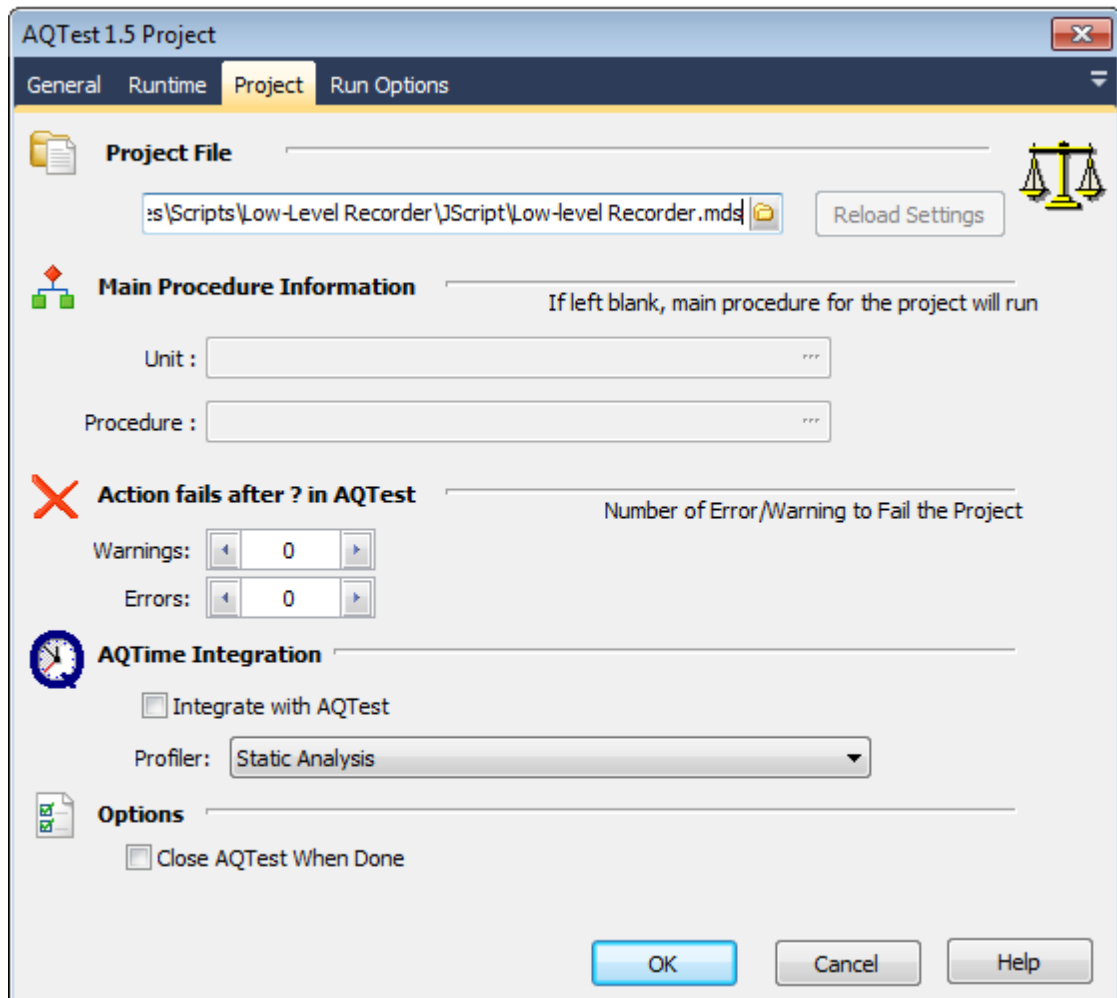 AQTest 1.5 Project
General Runtime Project Run Options
Project File
:s\Scripts\Low-Level Recorder\JScript\Low-level Recorder.mds
Reload Settings
Main Procedure Information
If left blank, main procedure for the project will run
Unit :
Procedure :
Action fails after ? in AQTest
Number of Error/Warning to Fail the Project
Warnings: 0
Errors: 0
AQTime Integration
Integrate with AQTest
Profiler: Static Analysis
Options
Close AQTest When Done
OK Cancel Help